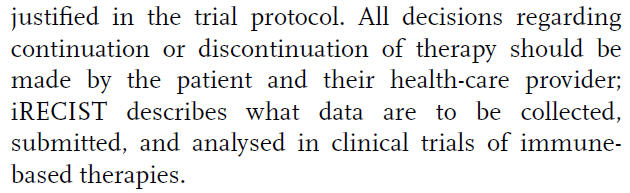 justified in the trial protocol. All decisions regarding
continuation or discontinuation of therapy should be
made by the patient and their health-care provider;
iRECIST describes what data are to be collected,
submitted, and analysed in clinical trials of immune-
based therapies.